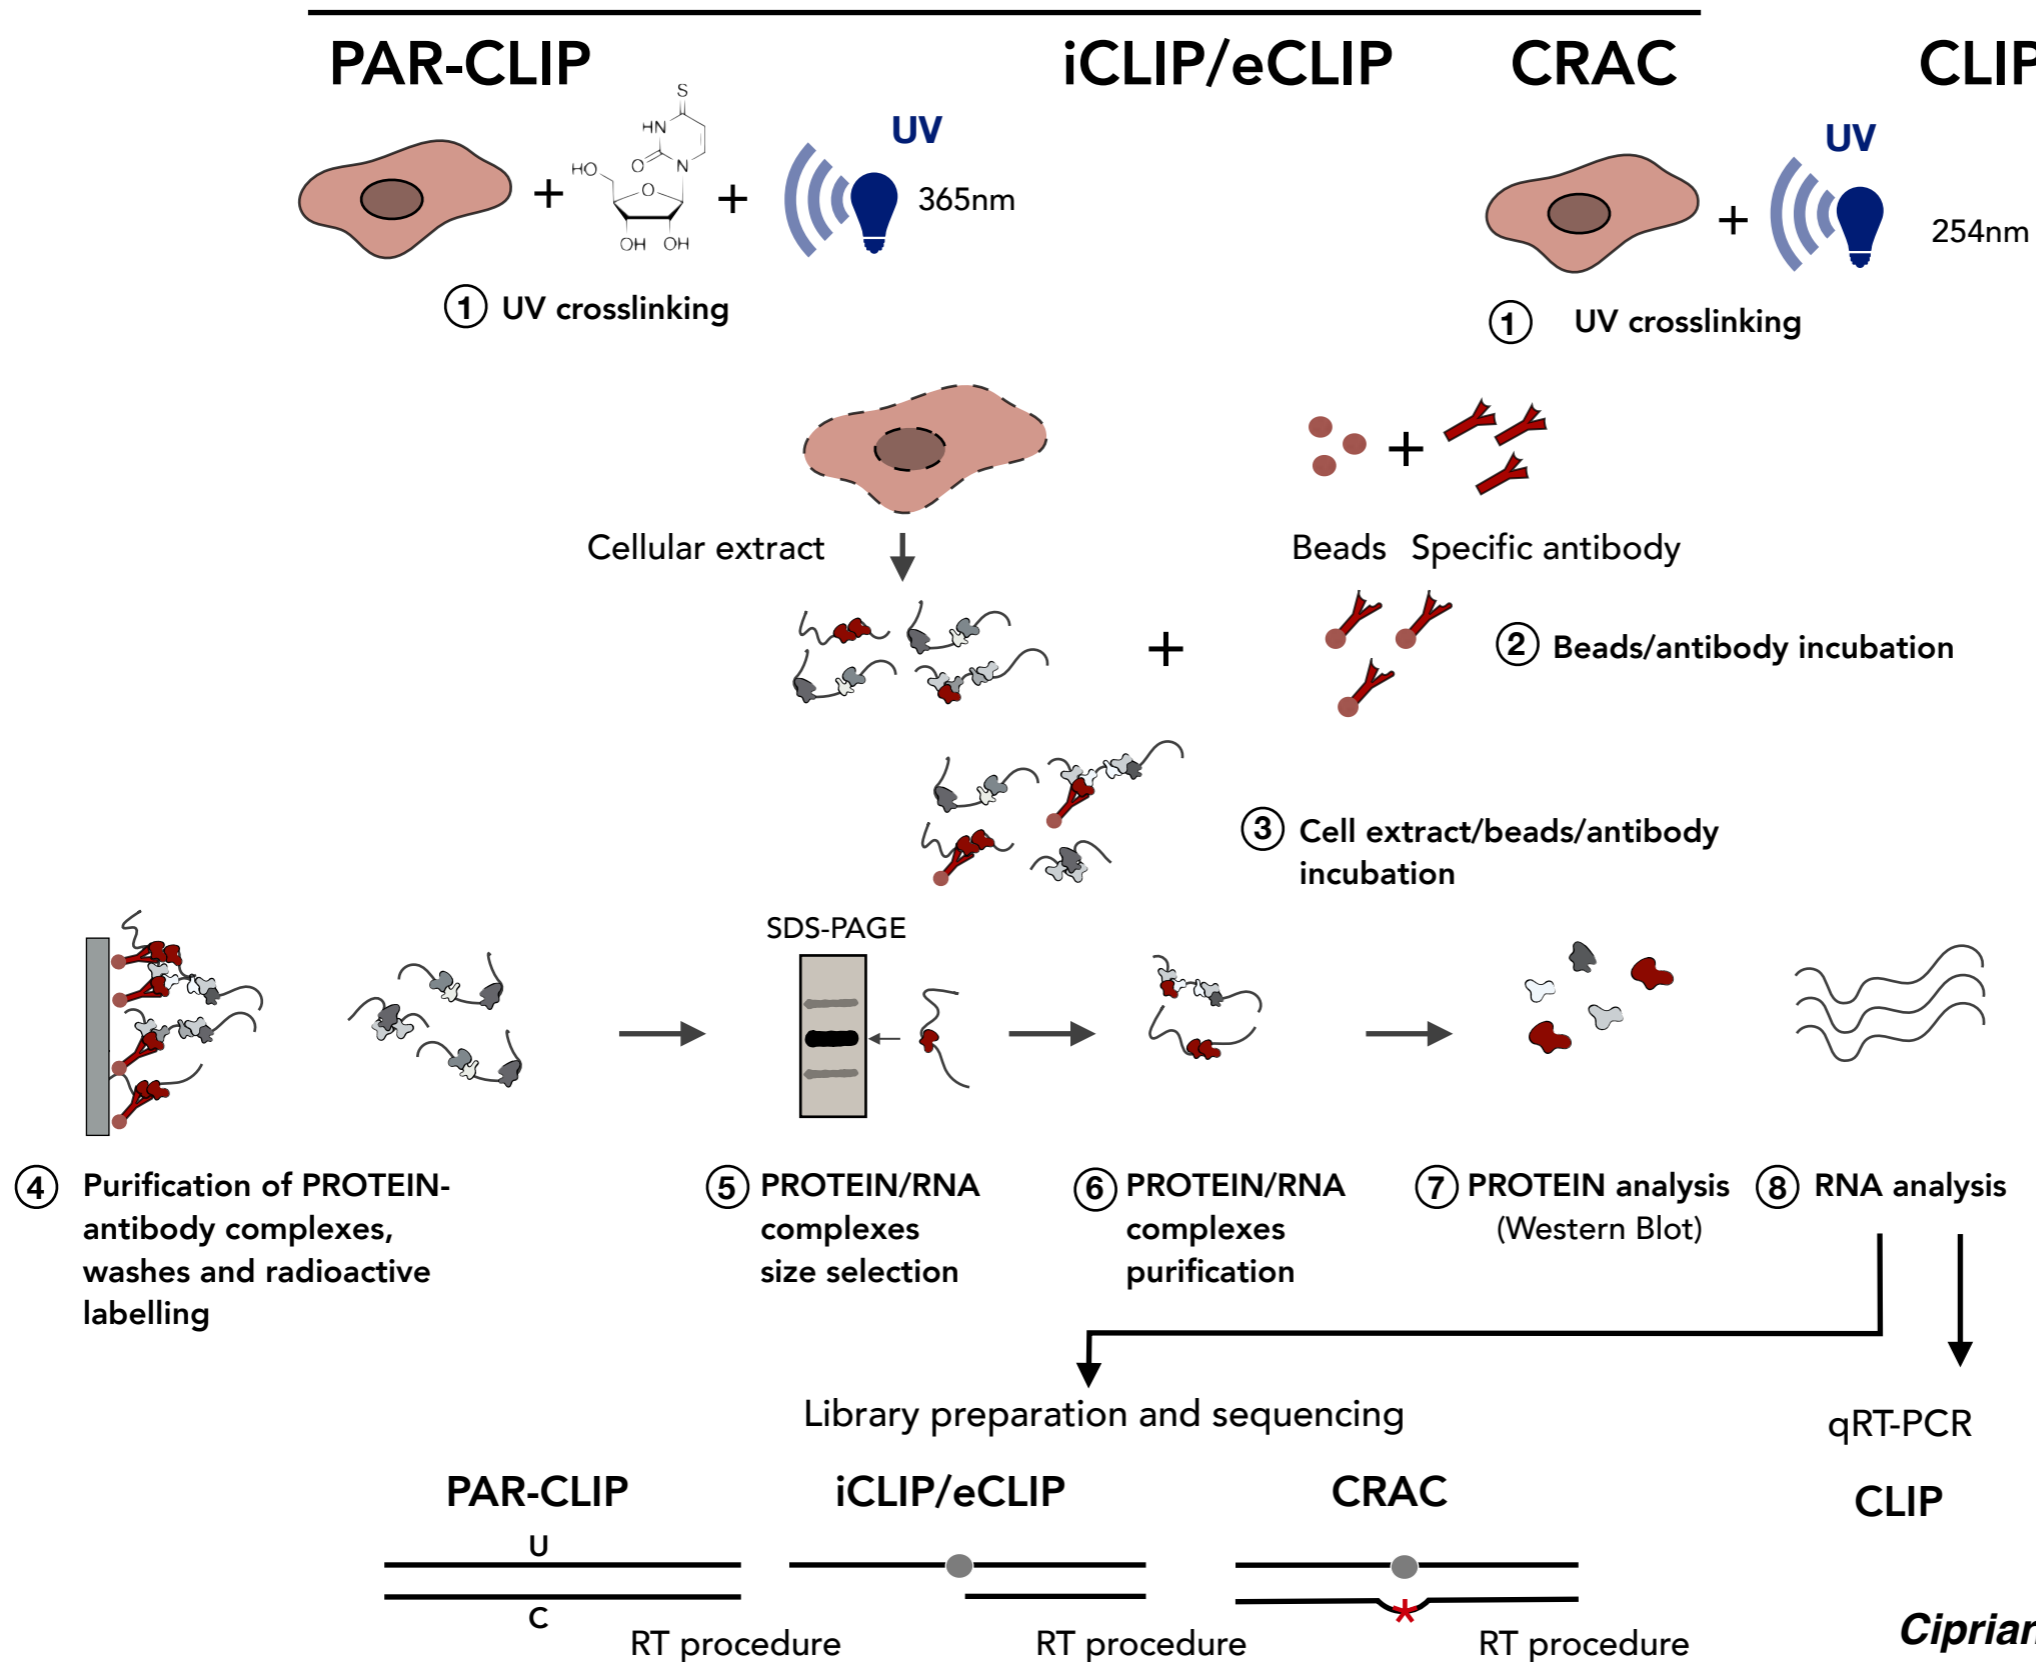 PAR-CLIP iCLIP/eCLIP CRAC CLIP
S
HN
O N
HO
O
OH OH
UV
365nm
UV
254nm
1 UV crosslinking
1 UV crosslinking
Cellular extract
Beads Specific antibody
2 Beads/antibody incubation
3 Cell extract/beads/antibody
incubation
SDS-PAGE
4 Purification of PROTEIN-
antibody complexes,
washes and radioactive
labelling
5 PROTEIN/RNA
complexes
size selection
6 PROTEIN/RNA
complexes
purification
7 PROTEIN analysis
(Western Blot)
8 RNA analysis
Library preparation and sequencing
qRT-PCR
PAR-CLIP iCLIP/eCLIP CRAC CLIP
U
C
RT procedure RT procedure RT procedure
Ciprian